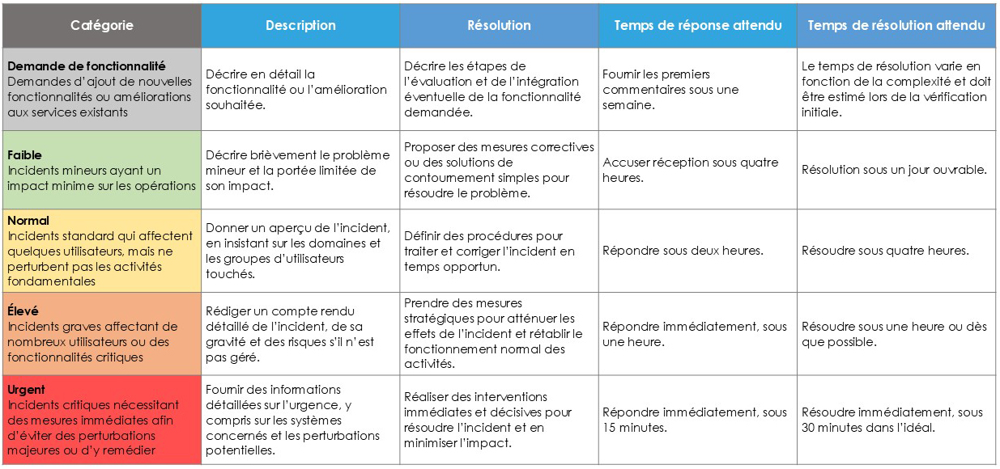 Catégorie
Description
Résolution
Temps de réponse attendu
Temps de résolution attendu
Demande de fonctionnalité
Demandes d’ajout de nouvelles
fonctionnalités ou améliorations
aux services existants
Décrire en détail la
fonctionnalité ou l’amélioration
souhaitée.
Décrire les étapes de
l’évaluation et de l’intégration
éventuelle de la fonctionnalité
demandée.
Fournir les premiers
commentaires sous une
semaine.
Le temps de résolution varie en
fonction de la complexité et doit
être estimé lors de la vérification
initiale.
Faible
Incidents mineurs ayant un
impact minime sur les opérations
Décrire brièvement le problème
mineur et la portée limitée de
son impact.
Proposer des mesures correctives
ou des solutions de
contournement simples pour
résoudre le problème.
Accuser réception sous quatre
heures.
Résolution sous un jour ouvrable.
Normal
Incidents standard qui affectent
quelques utilisateurs, mais ne
perturbent pas les activités
fondamentales
Donner un aperçu de l’incident,
en insistant sur les domaines et
les groupes d’utilisateurs
touchés.
Définir des procédures pour
traiter et corriger l’incident en
temps opportun.
Répondre sous deux heures.
Résoudre sous quatre heures.
Élevé
Incidents graves affectant de
nombreux utilisateurs ou des
fonctionnalités critiques
Rédiger un compte rendu
détaillé de l’incident, de sa
gravité et des risques s’il n’est
pas géré.
Prendre des mesures
stratégiques pour atténuer les
effets de l’incident et rétablir le
fonctionnement normal des
activités.
Répondre immédiatement, sous
une heure.
Résoudre sous une heure ou dès
que possible.
Urgent
Incidents critiques nécessitant
des mesures immédiates afin
d’éviter des perturbations
majeures ou d’y remédier
Fournir des informations
détaillées sur l’urgence, y
compris sur les systèmes
concernés et les perturbations
potentielles.
Réaliser des interventions
immédiates et décisives pour
résoudre l’incident et en
minimiser l’impact.
Répondre immédiatement, sous
15 minutes.
Résoudre immédiatement, sous
30 minutes dans l’idéal.